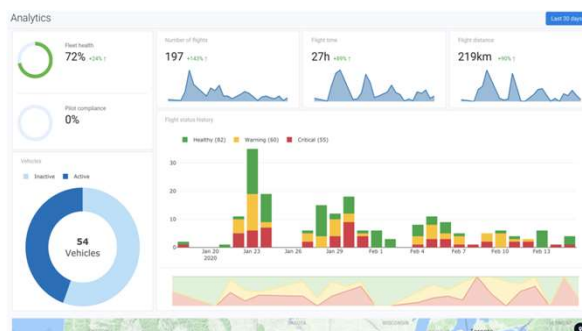 Analytics
Last 30 days
Fleet health
72% +24% ↑
Pilot compliance
0%
Number of flights
197 +143% ↑
Flight time
27h +89% ↑
Flight distance
219km +90% ↑
Vehicles
Inactive Active
54
Vehicles
Flight status history
Healthy (82) Warning (60) Critical (55)
30
20
10
0
Jan 20 Jan 23 Jan 26 Jan 29 Feb 1 Feb 4 Feb 7 Feb 10 Feb 13
2020
WISCONSIN